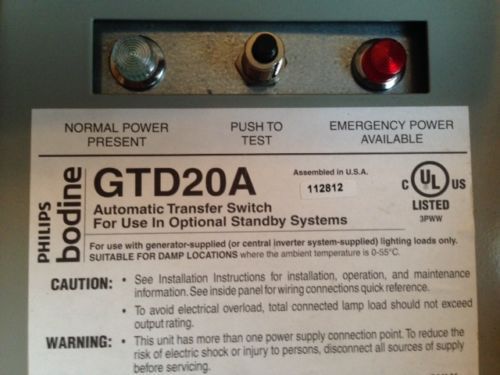 NORMAL POWER PRESENT
PUSH TO TEST
EMERGENCY POWER AVAILABLE
PHILIPS
bodine
GTD20A
Assembled in U.S.A.
112812
Automatic Transfer Switch
For Use In Optional Standby Systems
C UL US
LISTED
3PWW
For use with generator-supplied (or central inverter system-supplied) lighting loads only.
SUITABLE FOR DAMP LOCATIONS where the ambient temperature is 0-55°C.
CAUTION: • See Installation Instructions for installation, operation, and maintenance
information. See inside panel for wiring connections quick reference.
• To avoid electrical overload, total connected lamp load should not exceed
output rating.
WARNING: • This unit has more than one power supply connection point. To reduce the
risk of electric shock or injury to persons, disconnect all sources of supply
before servicing.